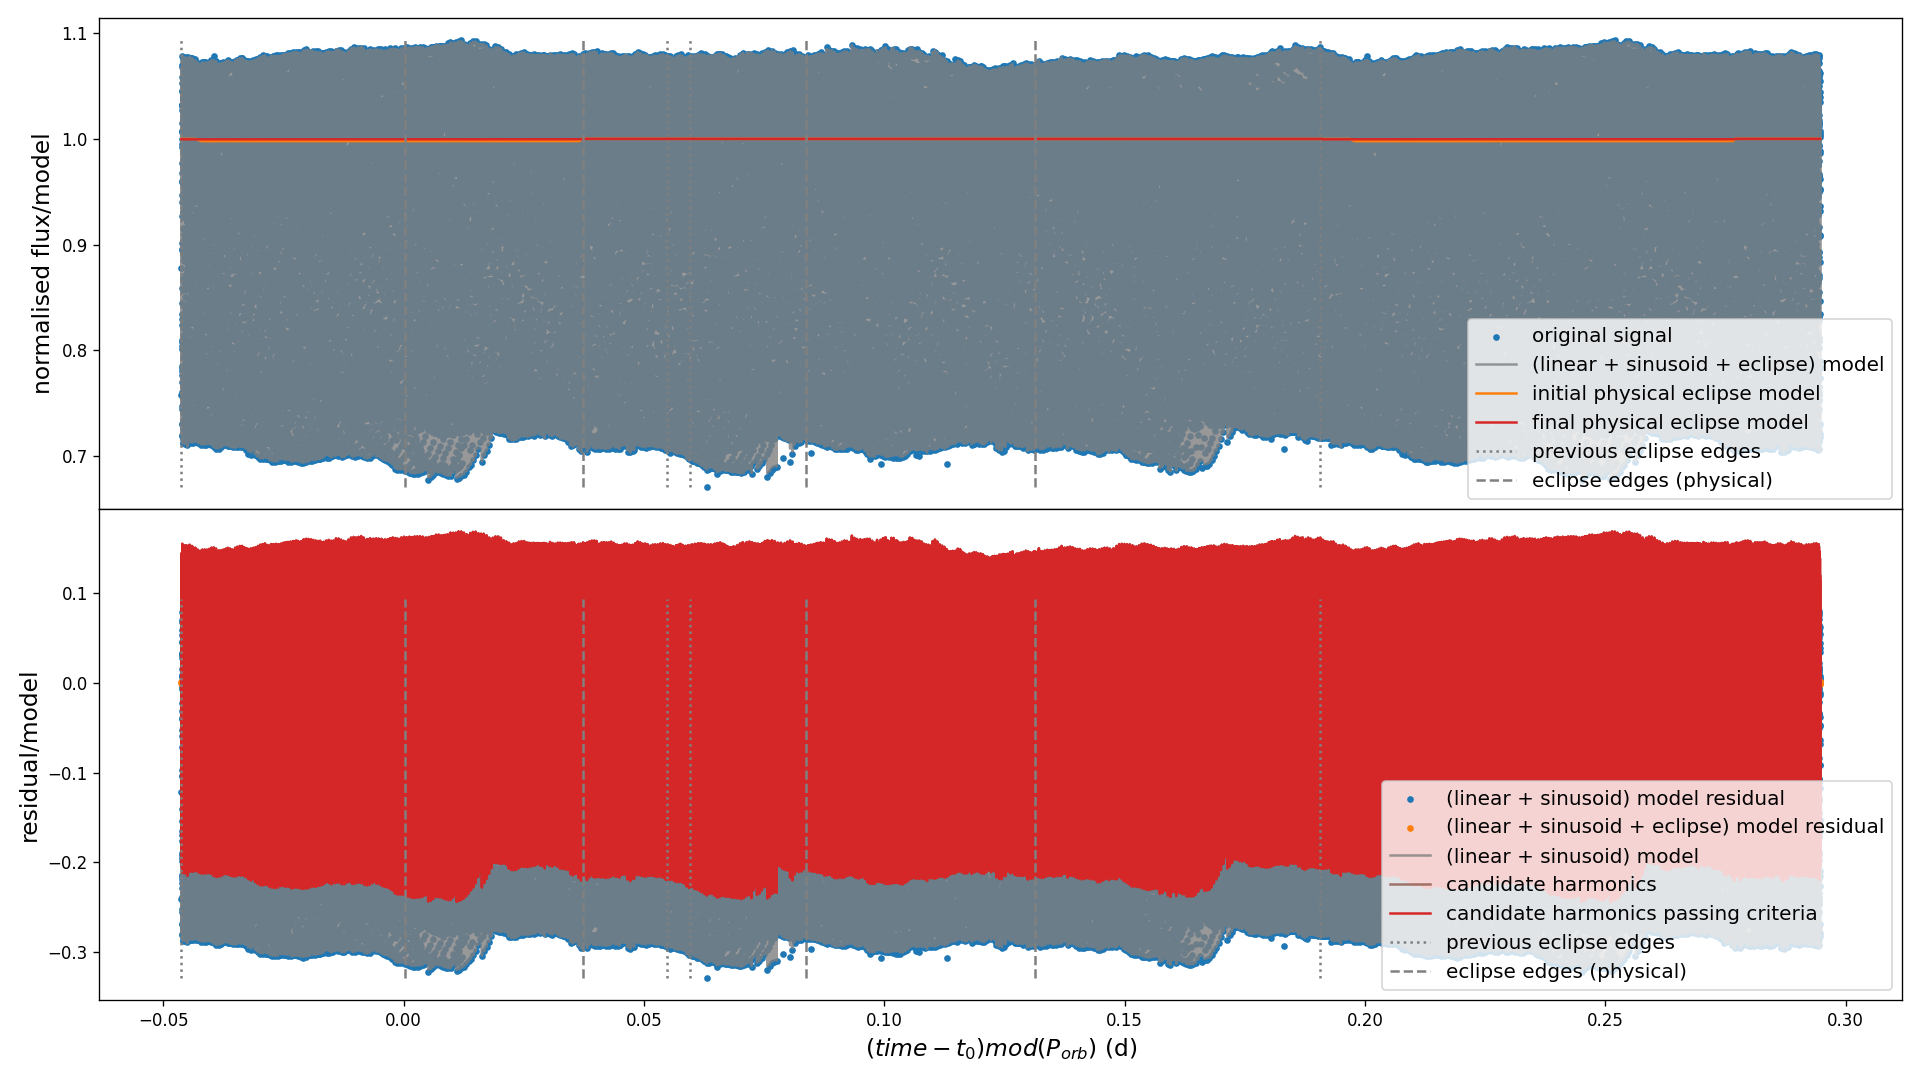 1.1
1.0
0.9
0.8
0.7
normalised flux/model
original signal
(linear + sinusoid + eclipse) model
initial physical eclipse model
final physical eclipse model
previous eclipse edges
eclipse edges (physical)
0.1
0.0
−0.1
−0.2
−0.3
residual/model
(linear + sinusoid) model residual
(linear + sinusoid + eclipse) model residual
(linear + sinusoid) model
candidate harmonics
candidate harmonics passing criteria
previous eclipse edges
eclipse edges (physical)
−0.05 0.00 0.05 0.10 0.15 0.20 0.25 0.30
(time − t₀)mod(Pₒᵣᵦ) (d)